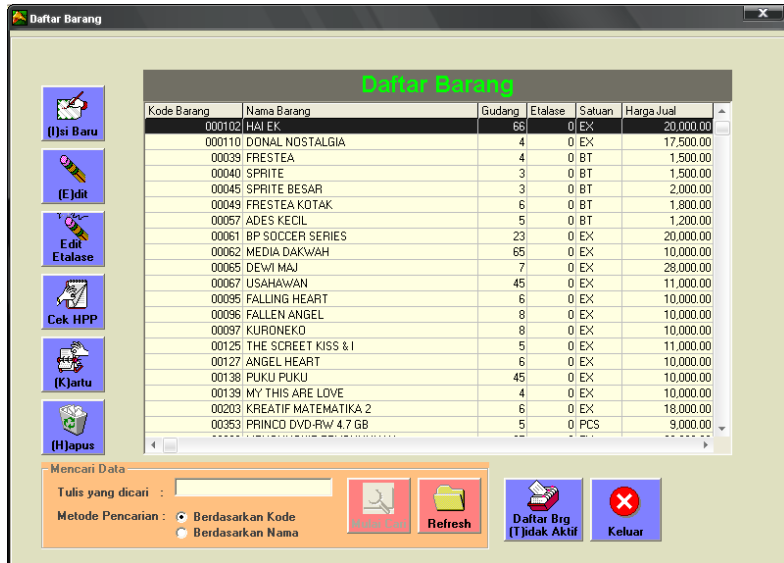 Daftar Barang
X
Daftar Barang
Kode Barang Nama Barang Gudang Etalase Satuan Harga Jual
000102 HAI EK 66 0 EX 20,000.00
000110 DONAL NOSTALGIA 4 0 EX 17,500.00
00039 FRESTEA 4 0 BT 1,500.00
00040 SPRITE 3 0 BT 1,500.00
00045 SPRITE BESAR 3 0 BT 2,000.00
00049 FRESTEA KOTAK 6 0 BT 1,800.00
00057 ADES KECIL 5 0 BT 1,200.00
00061 BP SOCCER SERIES 23 0 EX 20,000.00
00062 MEDIA DAKWAH 65 0 EX 10,000.00
00065 DEWI MAJ 7 0 EX 28,000.00
00067 USAHAWAN 45 0 EX 11,000.00
00095 FALLING HEART 6 0 EX 10,000.00
00096 FALLEN ANGEL 8 0 EX 10,000.00
00097 KURONEKO 8 0 EX 10,000.00
00125 THE SCREET KISS & I 5 0 EX 11,000.00
00127 ANGEL HEART 6 0 EX 10,000.00
00138 PUKU PUKU 45 0 EX 10,000.00
00139 MY THIS ARE LOVE 4 0 EX 10,000.00
00203 KREATIF MATEMATIKA 2 6 0 EX 18,000.00
00353 PRINCO DVD-RW 4.7 GB 5 0 PCS 9,000.00
(I)si Baru
(E)dit
Edit
Etalase
Cek HPP
(K)artu
(H)apus
Mencari Data
Tulis yang dicari :
Metode Pencarian : Berdasarkan Kode
Berdasarkan Nama
Refresh
Daftar Brg
(T)idak Aktif
Keluar